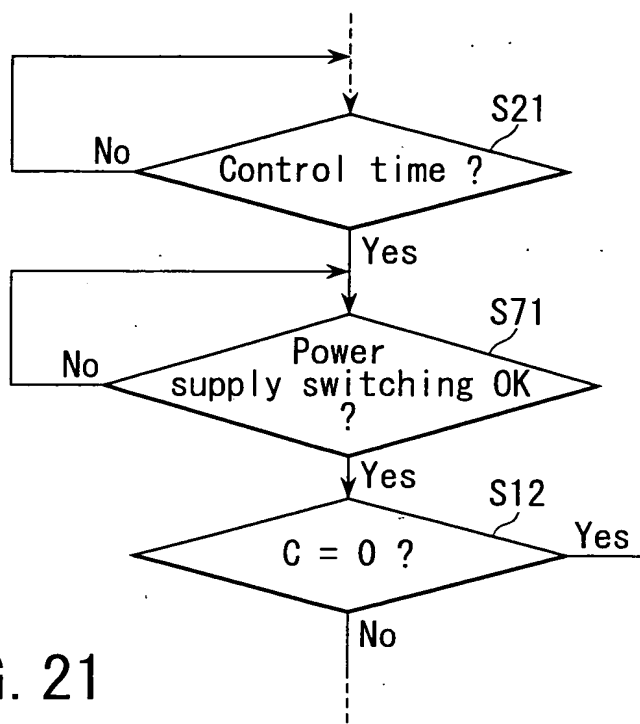 S21
No
Control time ?
Yes
S71
No
Power
supply switching OK
?
Yes
S12
Yes
C = 0 ?
No
G. 21